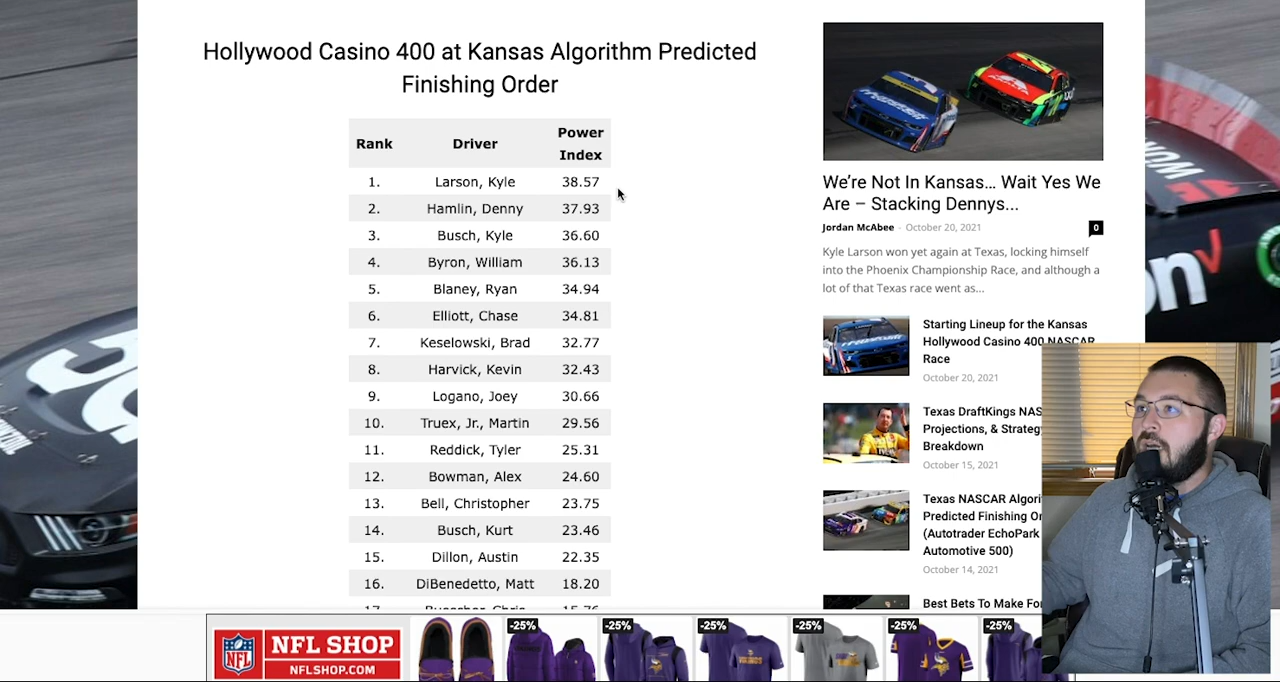 Hollywood Casino 400 at Kansas Algorithm Predicted
Finishing Order
Rank Driver Power Index
1. Larson, Kyle 38.57
2. Hamlin, Denny 37.93
3. Busch, Kyle 36.60
4. Byron, William 36.13
5. Blaney, Ryan 34.94
6. Elliott, Chase 34.81
7. Keselowski, Brad 32.77
8. Harvick, Kevin 32.43
9. Logano, Joey 30.66
10. Truex, Jr., Martin 29.56
11. Reddick, Tyler 25.31
12. Bowman, Alex 24.60
13. Bell, Christopher 23.75
14. Busch, Kurt 23.46
15. Dillon, Austin 22.35
16. DiBenedetto, Matt 18.20
We're Not In Kansas… Wait Yes We
Are – Stacking Dennys...
Jordan McAbee - October 20, 2021 0
Kyle Larson won yet again at Texas, locking himself
into the Phoenix Championship Race, and although a
lot of that Texas race went as...
Starting Lineup for the Kansas
Hollywood Casino 400 NASCAR
Race
October 20, 2021
Texas DraftKings NAS
Projections, & Strategy
Breakdown
October 15, 2021
Texas NASCAR Algori
Predicted Finishing Or
(Autotrader EchoPark
Automotive 500)
October 14, 2021
Best Bets To Make For
NFL
NFL SHOP
NFLSHOP.COM
-25%
-25%
-25%
-25%
-25%
-25%
VIKINGS